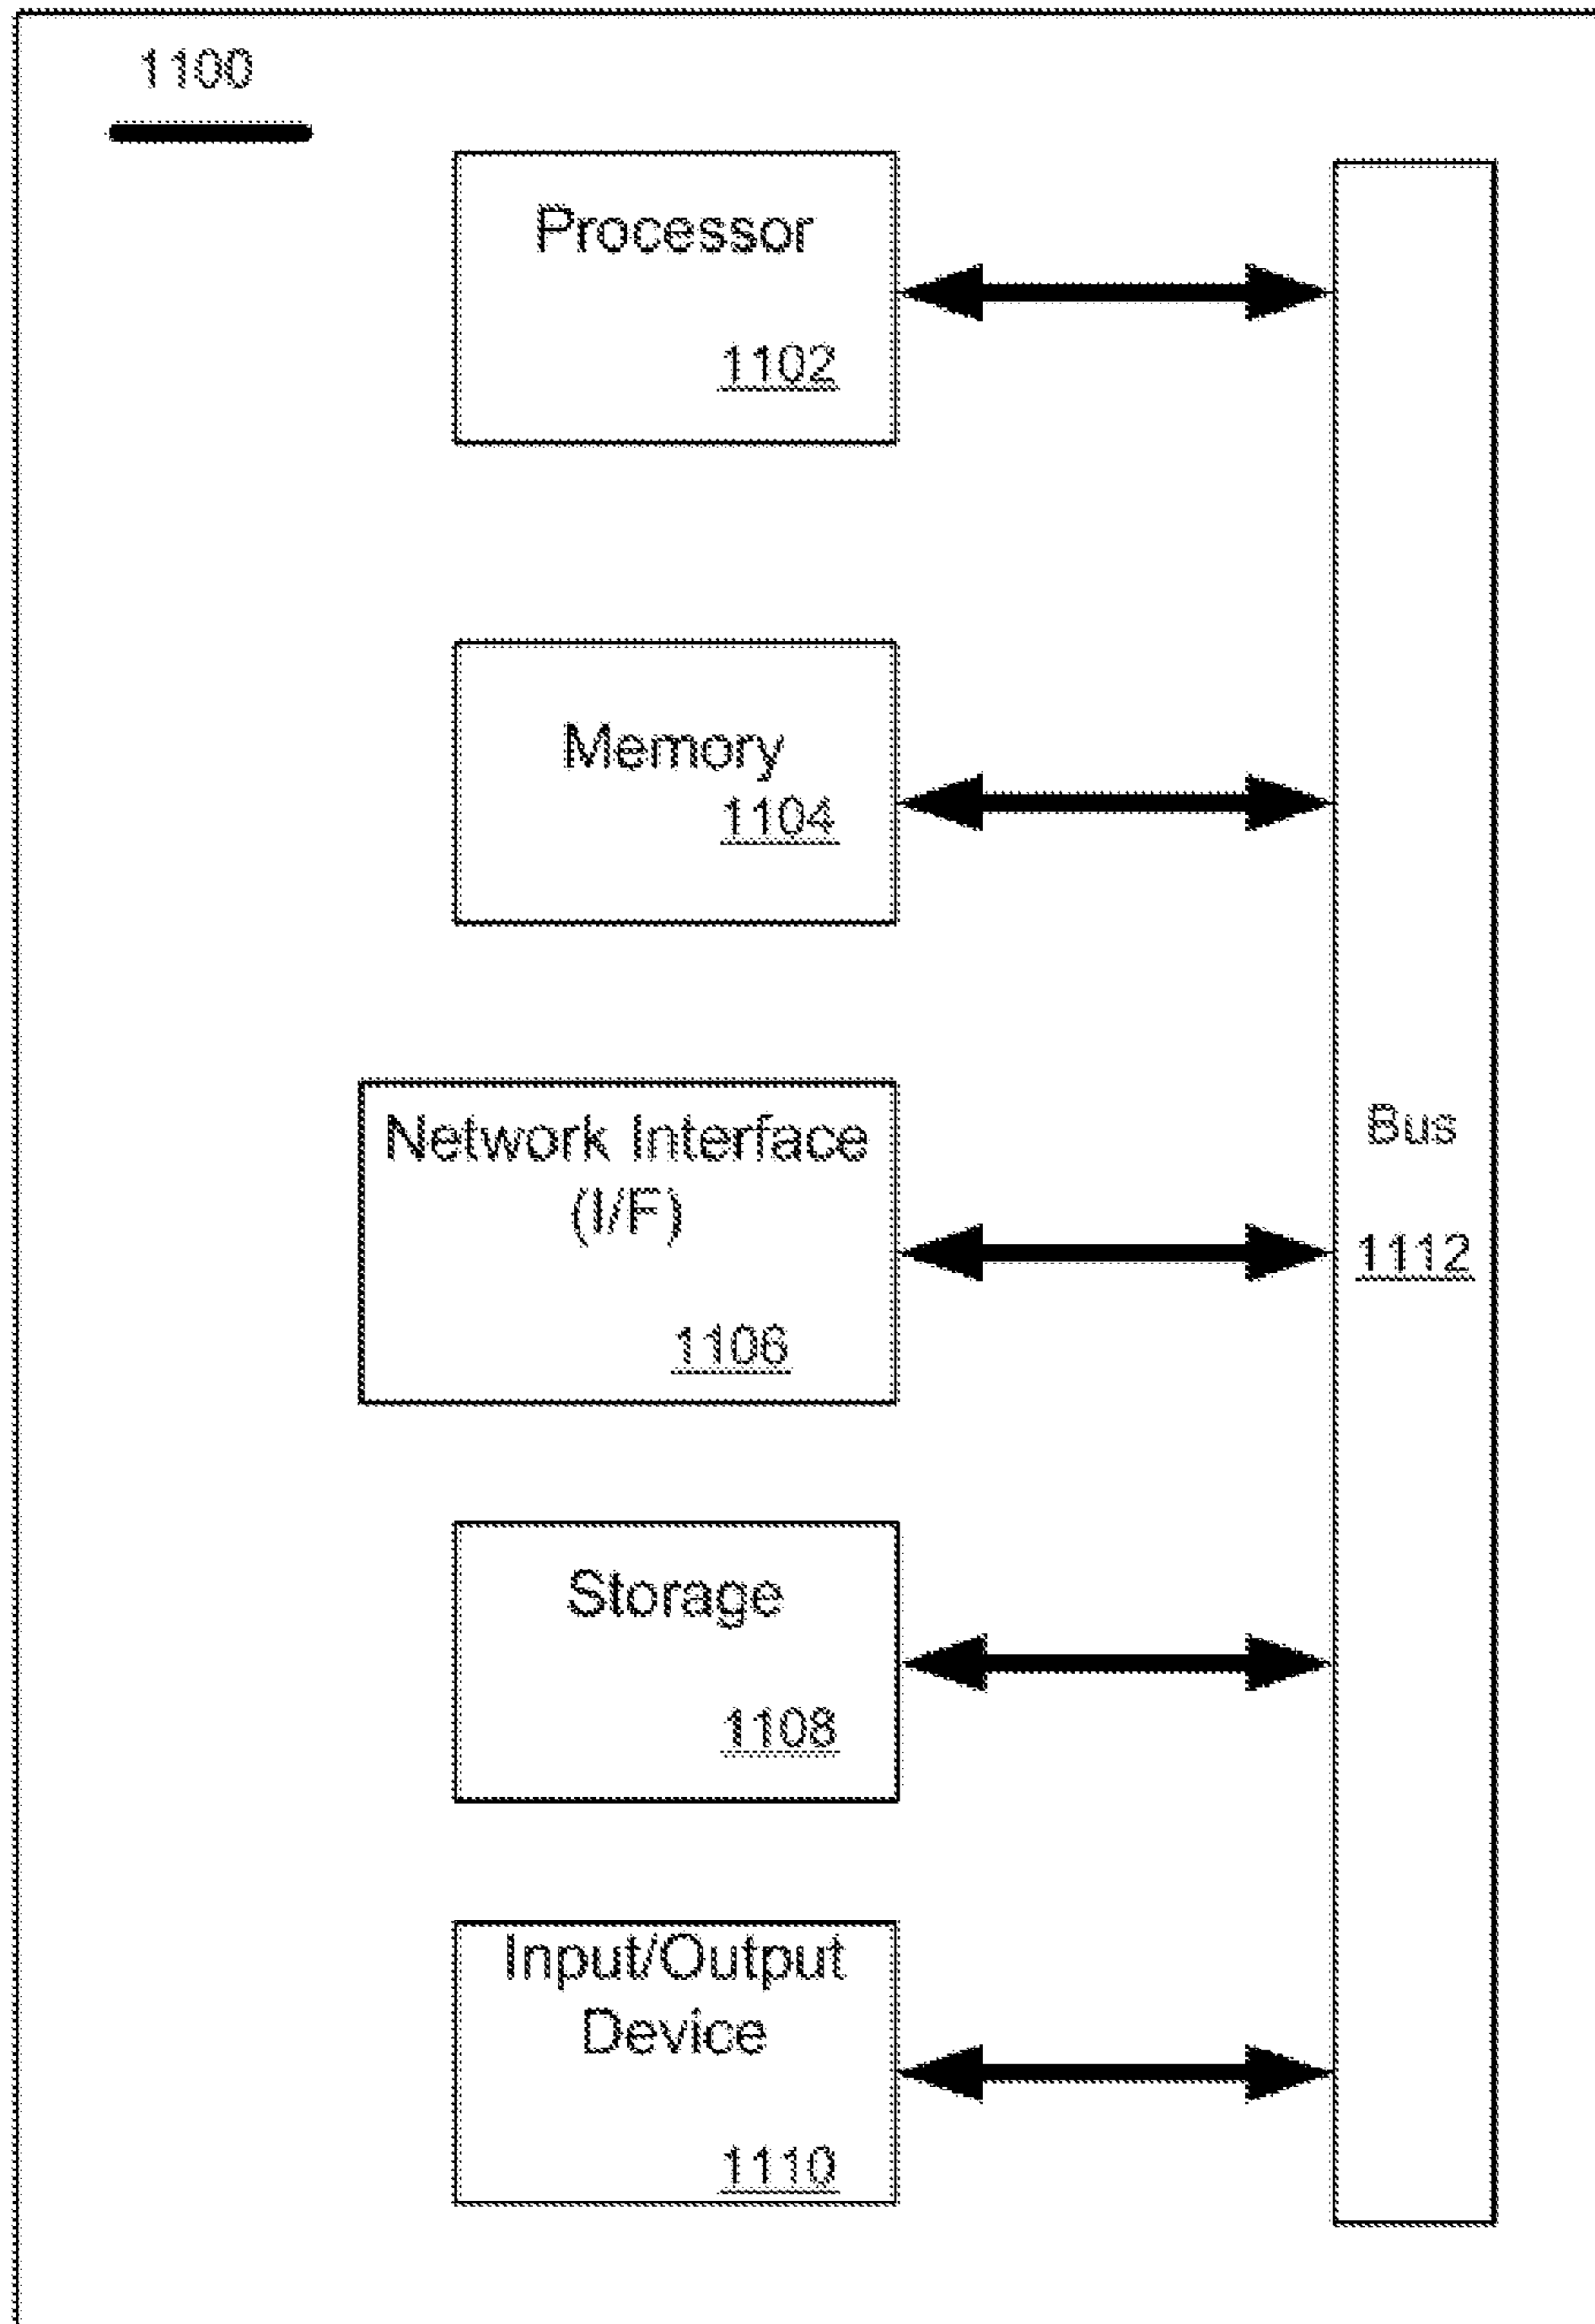 1100
Processor
1102
Memory
1104
Network Interface
(I/F)
1106
Bus
1112
Storage
1108
Input/Output
Device
1110